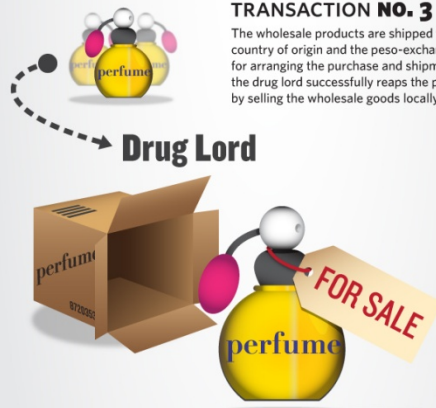 TRANSACTION NO. 3
The wholesale products are shipped
country of origin and the peso-excha
for arranging the purchase and shipm
the drug lord successfully reaps the p
by selling the wholesale goods locally
perfume
Drug Lord
perfume
FOR SALE
perfume